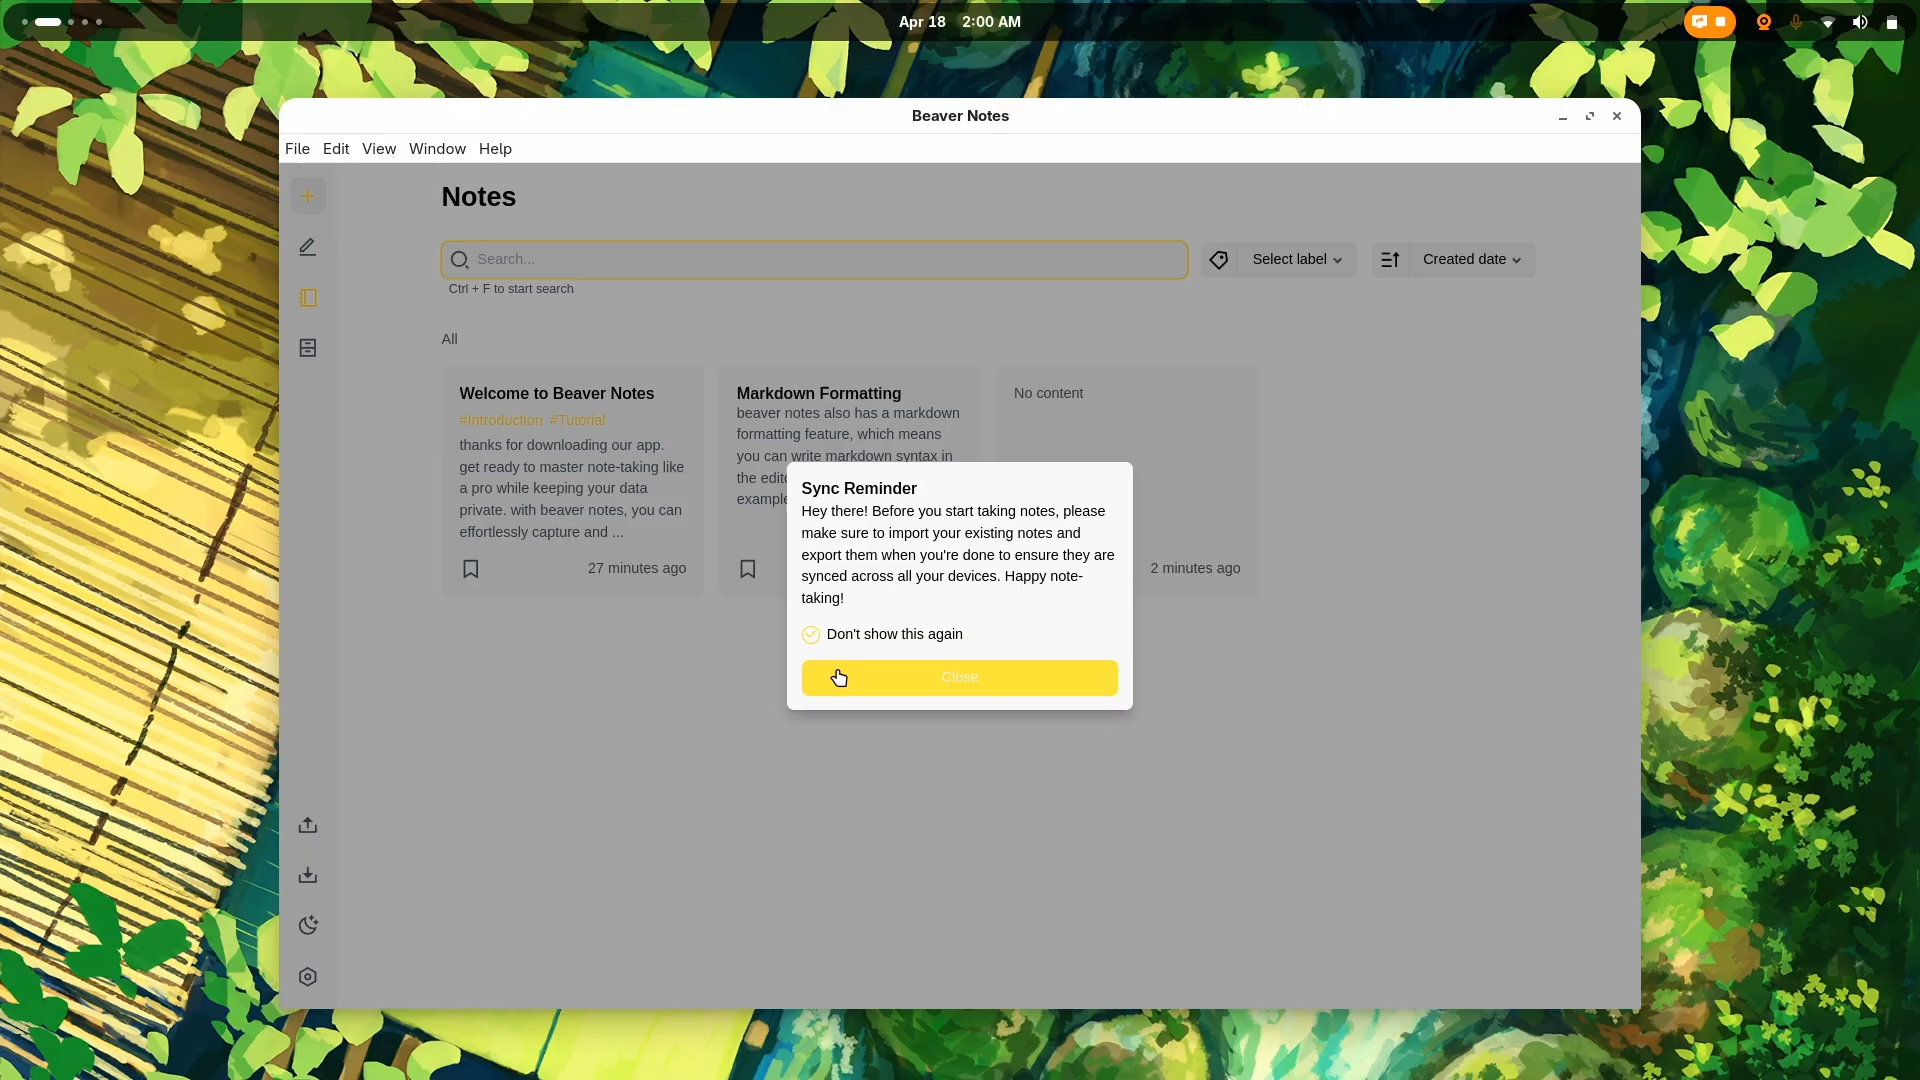 Apr 18 2:00 AM
Beaver Notes
File Edit View Window Help
Notes
Search...
Select label
Created date
Ctrl + F to start search
All
Welcome to Beaver Notes
#Introduction #Tutorial
thanks for downloading our app.
get ready to master note-taking like
a pro while keeping your data
private. with beaver notes, you can
effortlessly capture and ...
27 minutes ago
Markdown Formatting
beaver notes also has a markdown
formatting feature, which means
you can write markdown syntax in
the
No content
2 minutes ago
Sync Reminder
Hey there! Before you start taking notes, please
make sure to import your existing notes and
export them when you're done to ensure they are
synced across all your devices. Happy note-
taking!
Don't show this again
Close